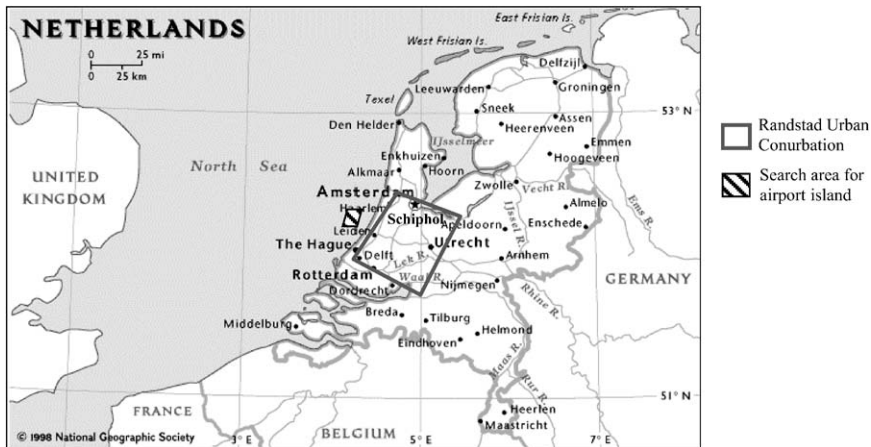 NETHERLANDS
0 25 mi
0 25 km
East Frisian Is.
West Frisian Is.
Delfzijl
Texel
Leeuwarden
Groningen
Sneek
53° N
Den Helder
Assen
Heerenveen
IJsselmeer
Emmen
North Sea
Enkhuizen
Hoogeveen
UNITED
KINGDOM
Alkmaar
Hoorn
Zwolle
Vecht R.
Amsterdam
Haarlem
Almelo
Ems R.
Schiphol
Apeldoorn
IJssel R.
Enschede
Leiden
The Hague
Utrecht
Delft
Lek R.
Arnhem
Rotterdam
Waal R.
GERMANY
Dordrecht
Nijmegen
Rhine R.
Breda
Middelburg
Tilburg
Helmond
Eindhoven
Maas R.
Rur R.
51° N
FRANCE
Heerlen
Maastricht
© 1998 National Geographic Society
3° E
BELGIUM
5° E
7° E
Randstad Urban
Conurbation
Search area for
airport island